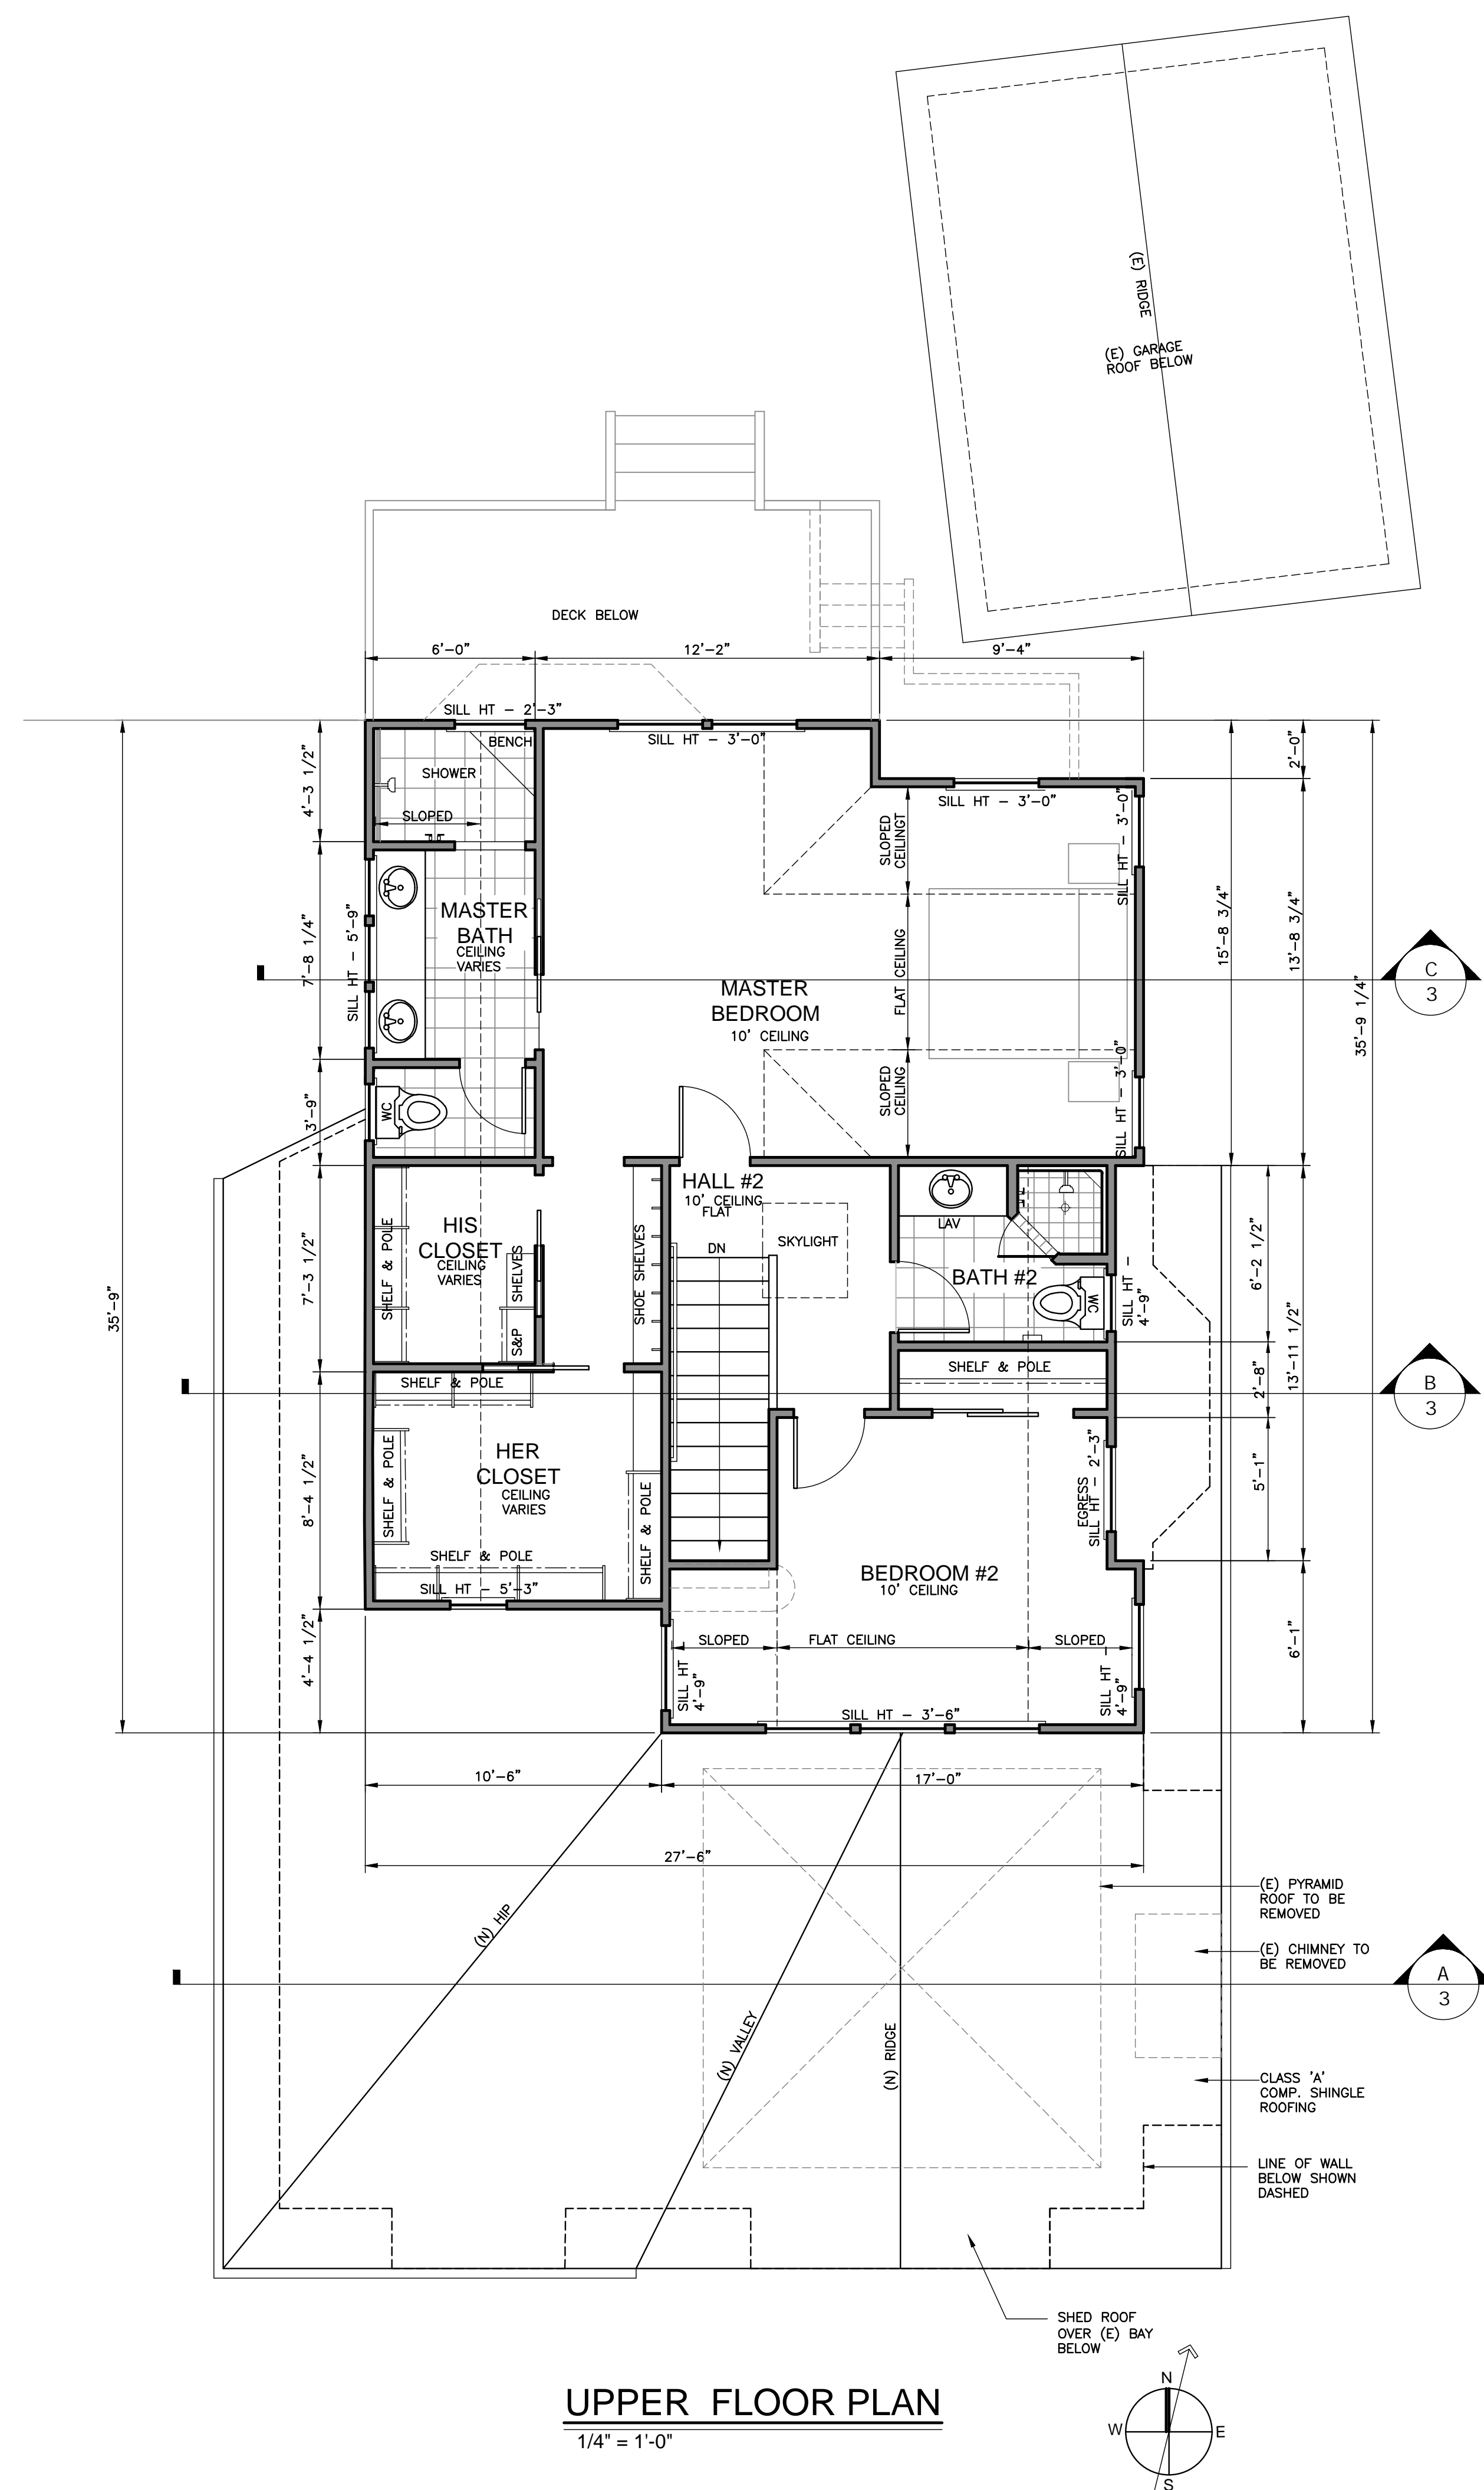 (E) RIDGE
(E) GARAGE
ROOF BELOW
DECK BELOW
6'-0"
12'-2"
9'-4"
SILL HT - 2'-3"
SILL HT - 3'-0"
BENCH
SHOWER
SLOPED
4'-3 1/2"
SILL HT - 3'-0"
SILL HT - 3'-0"
SLOPED
CEILINGT
2'-0"
15'-8 3/4"
13'-8 3/4"
35'-9 1/4"
MASTER
BATH
CEILING
VARIES
SILL HT - 5'-9"
7'-8 1/4"
FLAT CEILING
MASTER
BEDROOM
10' CEILING
C
3
SLOPED
CEILING
SILL HT - 3'-0"
WC
3'-9"
HALL #2
10' CEILING
FLAT
SKYLIGHT
DN
LAV
BATH #2
WC
SILL HT -
4'-9"
6'-2 1/2"
13'-11 1/2"
HIS
CLOSET
CEILING
VARIES
SHELF & POLE
SHELVES
S&P
SHOE SHELVES
7'-3 1/2"
35'-9"
SHELF & POLE
SHELF & POLE
2'-8"
B
3
HER
CLOSET
CEILING
VARIES
SHELF & POLE
SHELF & POLE
SHELF & POLE
SILL HT - 5'-3"
8'-4 1/2"
EGRESS
SILL HT - 2'-3"
5'-1"
BEDROOM #2
10' CEILING
SLOPED
FLAT CEILING
SLOPED
SILL HT
4'-9"
SILL HT -
4'-9"
SILL HT - 3'-6"
4'-4 1/2"
6'-1"
10'-6"
17'-0"
27'-6"
(E) PYRAMID
ROOF TO BE
REMOVED
(N) HIP
(E) CHIMNEY TO
BE REMOVED
A
3
(N) VALLEY
(N) RIDGE
CLASS 'A'
COMP. SHINGLE
ROOFING
LINE OF WALL
BELOW SHOWN
DASHED
SHED ROOF
OVER (E) BAY
BELOW
UPPER FLOOR PLAN
1/4" = 1'-0"
N
W
E
S